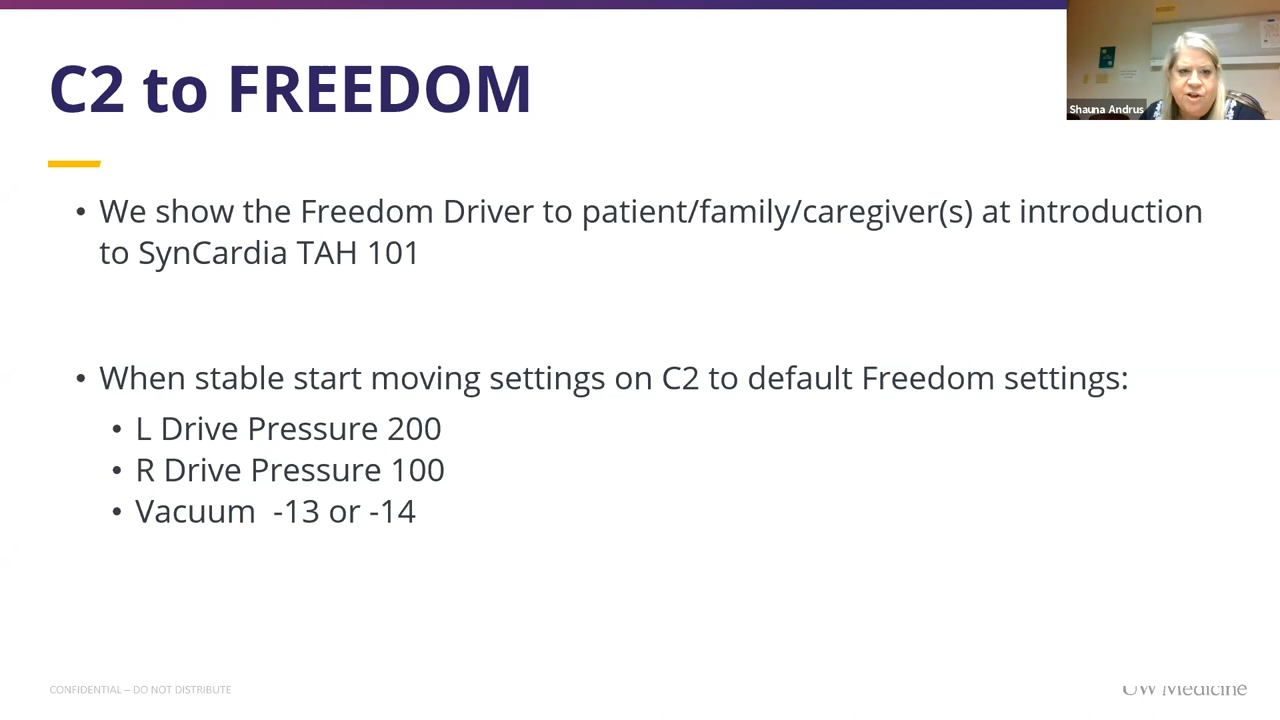 C2 to FREEDOM
Shauna Andrus
• We show the Freedom Driver to patient/family/caregiver(s) at introduction
to SynCardia TAH 101
• When stable start moving settings on C2 to default Freedom settings:
• L Drive Pressure 200
• R Drive Pressure 100
• Vacuum -13 or -14
CONFIDENTIAL – DO NOT DISTRIBUTE
UW Medicine